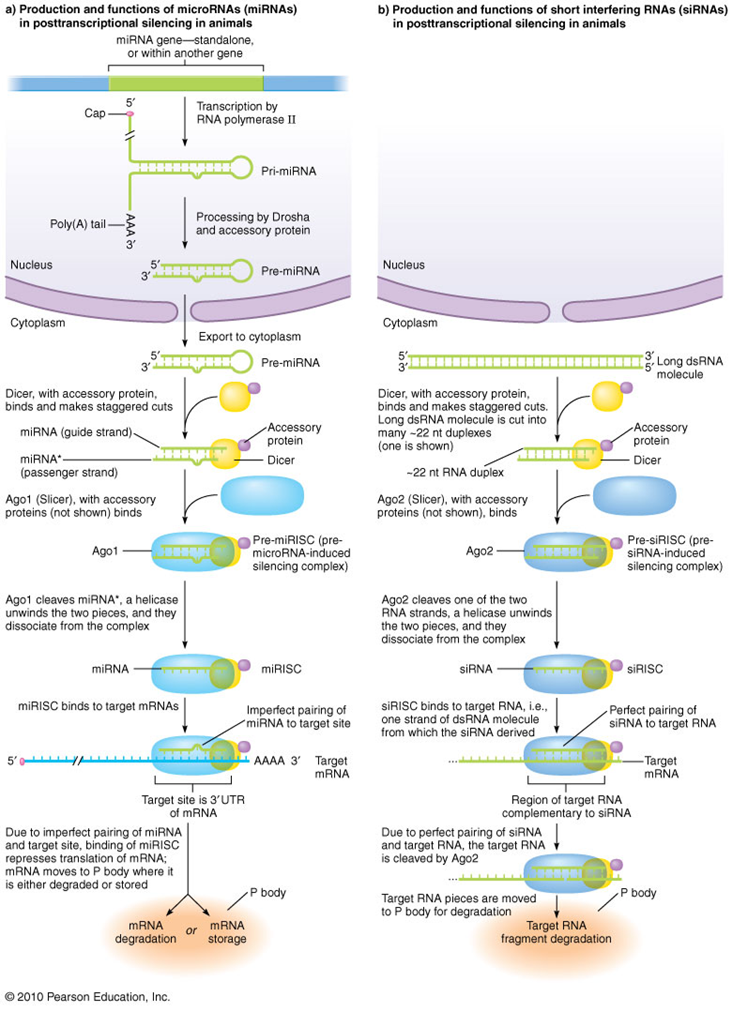 a) Production and functions of microRNAs (miRNAs)
in posttranscriptional silencing in animals
miRNA gene—standalone,
or within another gene
5′
Cap
Transcription by
RNA polymerase II
Pri-miRNA
Poly(A) tail
AAA
3′
Processing by Drosha
and accessory protein
Nucleus
5′
3′
Pre-miRNA
Cytoplasm
Export to cytoplasm
5′
3′
Pre-miRNA
Dicer, with accessory protein,
binds and makes staggered cuts
miRNA (guide strand)
Accessory
protein
miRNA*
(passenger strand)
Dicer
Ago1 (Slicer), with accessory
proteins (not shown) binds
Ago1
Pre-miRISC (pre-
microRNA-induced
silencing complex)
Ago1 cleaves miRNA*, a helicase
unwinds the two pieces, and they
dissociate from the complex
miRNA
miRISC
miRISC binds to target mRNAs
Imperfect pairing of
miRNA to target site
5′
AAAA 3′
Target
mRNA
Target site is 3′UTR
of mRNA
Due to imperfect pairing of miRNA
and target site, binding of miRISC
represses translation of mRNA;
mRNA moves to P body where it
is either degraded or stored
P body
mRNA
degradation
or
mRNA
storage
b) Production and functions of short interfering RNAs (siRNAs)
in posttranscriptional silencing in animals
Nucleus
Cytoplasm
5′
3′
3′
5′
Long dsRNA
molecule
Dicer, with accessory protein,
binds and makes staggered cuts.
Long dsRNA molecule is cut into
many ~22 nt duplexes
(one is shown)
Accessory
protein
Dicer
~22 nt RNA duplex
Ago2 (Slicer), with accessory
proteins (not shown), binds
Ago2
Pre-siRISC (pre-
siRNA-induced
silencing complex)
Ago2 cleaves one of the two
RNA strands, a helicase unwinds
the two pieces, and they
dissociate from the complex
siRNA
siRISC
siRISC binds to target RNA, i.e.,
one strand of dsRNA molecule
from which the siRNA derived
Perfect pairing of
siRNA to target RNA
...
Target
mRNA
Region of target RNA
complementary to siRNA
Due to perfect pairing of siRNA
and target RNA, the target RNA
is cleaved by Ago2
...
Target RNA pieces are moved
to P body for degradation
P body
Target RNA
fragment degradation
© 2010 Pearson Education, Inc.